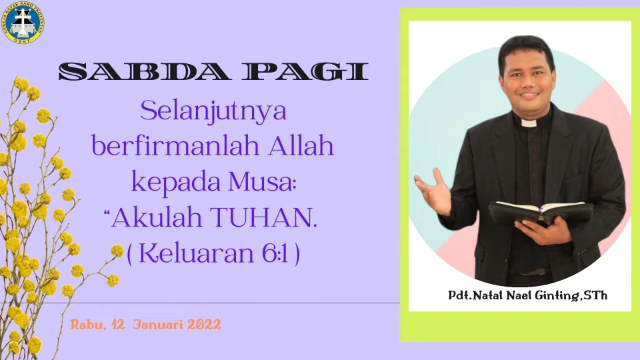 SABDA PAGI
Selanjutnya
berfirmanlah Allah
kepada Musa:
“Akulah TUHAN.
( Keluaran 6:1 )
Rabu, 12 Januari 2022
Pdt.Natal Nael Ginting,STh